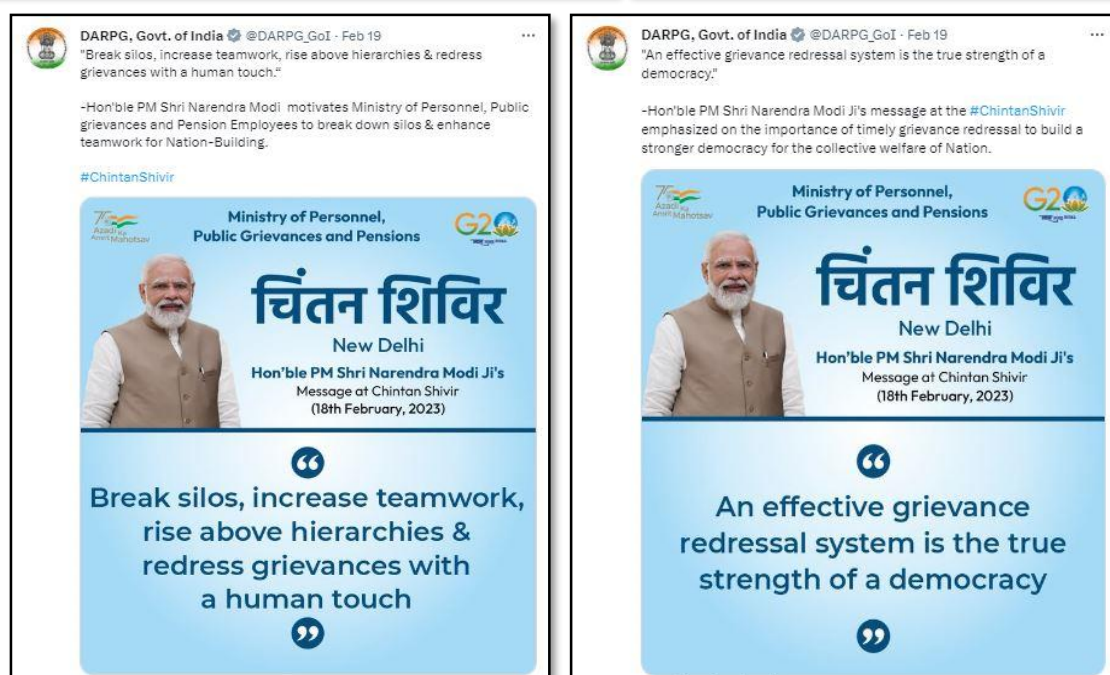 DARPG, Govt. of India @DARPG_GoI · Feb 19
"Break silos, increase teamwork, rise above hierarchies & redress
grievances with a human touch."
-Hon'ble PM Shri Narendra Modi motivates Ministry of Personnel, Public
grievances and Pension Employees to break down silos & enhance
teamwork for Nation-Building.
#ChintanShivir
Azadi Ka
Amrit Mahotsav
Ministry of Personnel,
Public Grievances and Pensions
G20
चिंतन शिविर
New Delhi
Hon'ble PM Shri Narendra Modi Ji's
Message at Chintan Shivir
(18th February, 2023)
“
Break silos, increase teamwork,
rise above hierarchies &
redress grievances with
a human touch
”
DARPG, Govt. of India @DARPG_GoI · Feb 19
"An effective grievance redressal system is the true strength of a
democracy."
-Hon'ble PM Shri Narendra Modi Ji's message at the #ChintanShivir
emphasized on the importance of timely grievance redressal to build a
stronger democracy for the collective welfare of Nation.
Azadi Ka
Amrit Mahotsav
Ministry of Personnel,
Public Grievances and Pensions
G20
चिंतन शिविर
New Delhi
Hon'ble PM Shri Narendra Modi Ji's
Message at Chintan Shivir
(18th February, 2023)
“
An effective grievance
redressal system is the true
strength of a democracy
”